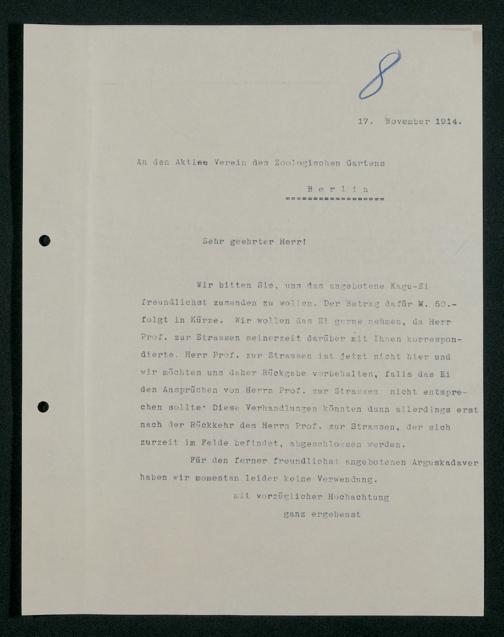 8
17. November 1914.
An den Aktien Verein des Zoologischen Gartens
Berlin
Sehr geehrter Herr!
Wir bitten Sie, uns das angebotene Kagu-Ei
freundlichst zusenden zu wollen. Der Betrag dafür M. 50.-
folgt in Kürze. Wir wollen das Ei gerne nehmen, da Herr
Prof. zur Strassen seinerzeit darüber mit Ihnen korrespon-
dierte. Herr Prof. zur Strassen ist jetzt nicht hier und
wir möchten uns daher Rückgabe vorbehalten, falls das Ei
den Ansprüchen von Herrn Prof. zur Strassen nicht entspre-
chen sollte. Diese Verhandlungen könnten dann allerdings erst
nach der Rückkehr des Herrn Prof. zur Strassen, der sich
zurzeit im Felde befindet, abgeschlossen werden.
Für den ferner freundlichst angebotenen Arguskadaver
haben wir momentan leider keine Verwendung.
mit vorzüglicher Hochachtung
ganz ergebenst